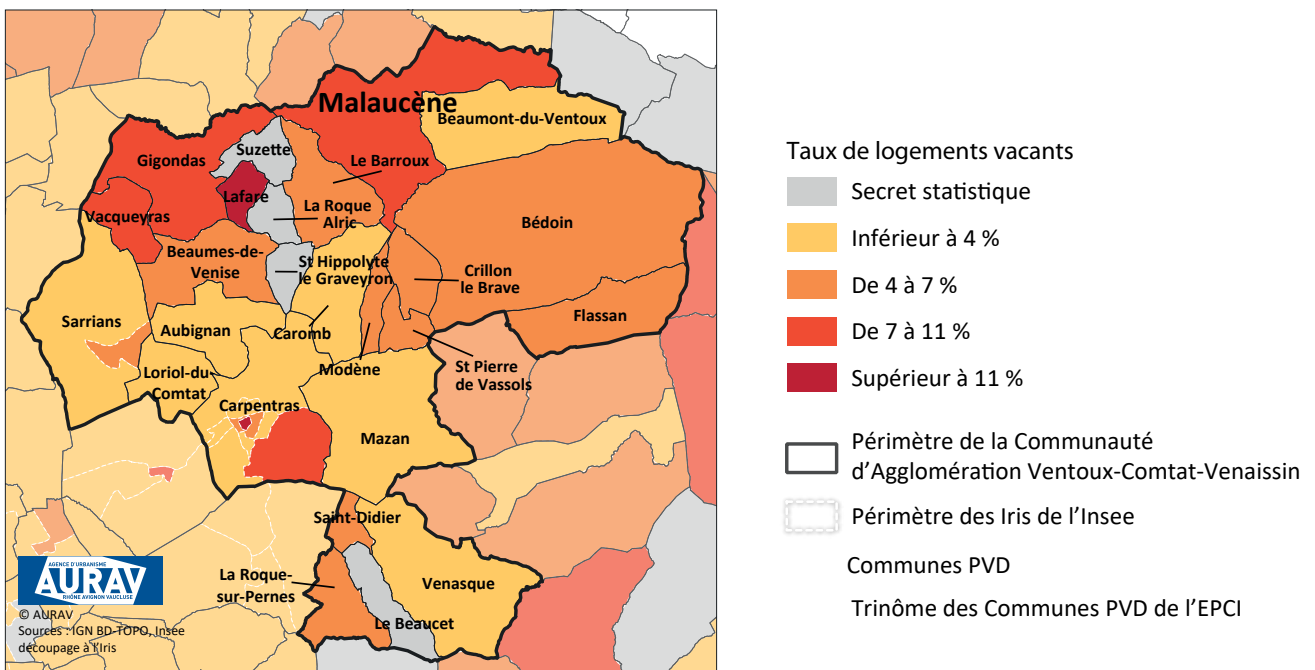 Malaucène
Beaumont-du-Ventoux
Suzette
Gigondas
Le Barroux
Lafare
La Roque
Alric
Vacqueyras
Bédoin
Beaumes-de-
Venise
St Hippolyte
le Graveyron
Crillon
le Brave
Sarrians
Aubignan
Caromb
Flassan
Loriol-du-
Comtat
Modène
St Pierre
de Vassols
Carpentras
Mazan
Saint-Didier
La Roque-
sur-Pernes
Venasque
Le Beaucet
AGENCE D'URBANISME
AURAV
RHÔNE AVIGNON VAUCLUSE
© AURAV
Sources : IGN BD-TOPO, Insee
découpage à l'Iris
Taux de logements vacants
Secret statistique
Inférieur à 4 %
De 4 à 7 %
De 7 à 11 %
Supérieur à 11 %
Périmètre de la Communauté
d'Agglomération Ventoux-Comtat-Venaissin
Périmètre des Iris de l'Insee
Communes PVD
Trinôme des Communes PVD de l'EPCI